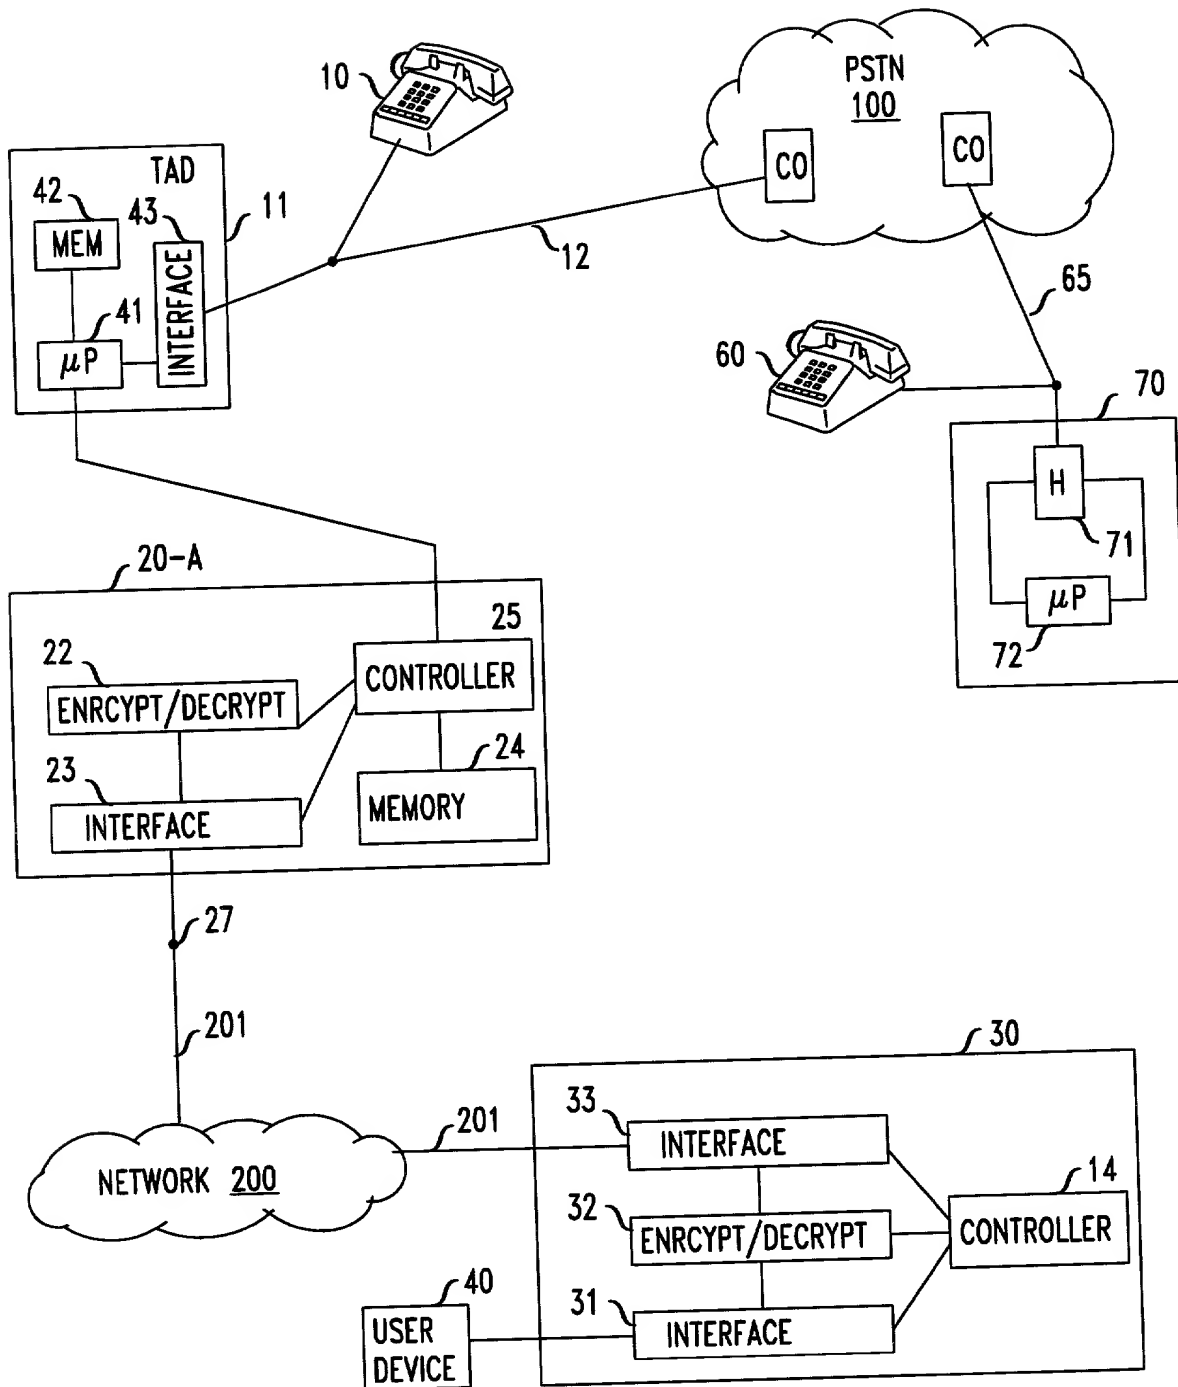 10
PSTN
100
CO
CO
TAD
42
43
11
MEM
INTERFACE
41
μP
12
65
60
70
H
71
μP
72
20-A
25
22
CONTROLLER
ENRCYPT/DECRYPT
24
23
MEMORY
INTERFACE
27
201
30
33
201
INTERFACE
NETWORK 200
14
32
CONTROLLER
ENRCYPT/DECRYPT
40
31
USER
DEVICE
INTERFACE